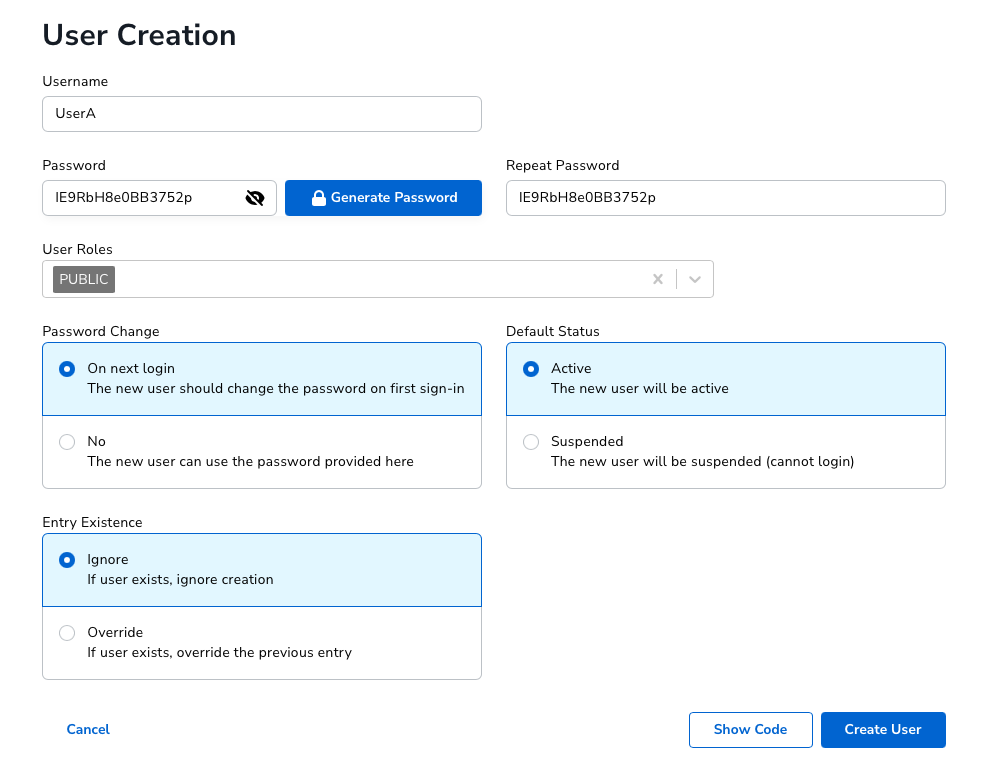 User Creation
Username
UserA
Password
Repeat Password
IE9RbH8e0BB3752p
Generate Password
IE9RbH8e0BB3752p
User Roles
PUBLIC
Password Change
Default Status
On next login
The new user should change the password on first sign-in
Active
The new user will be active
No
The new user can use the password provided here
Suspended
The new user will be suspended (cannot login)
Entry Existence
Ignore
If user exists, ignore creation
Override
If user exists, override the previous entry
Cancel
Show Code
Create User